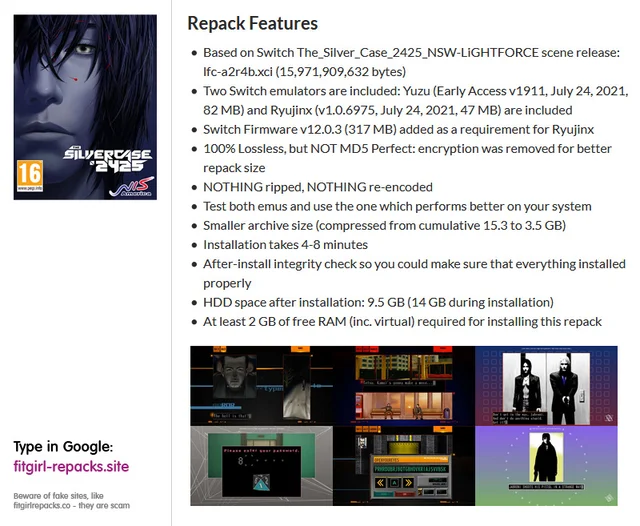 THE
SILVERCASE
2425
16
www.pegi.info
NIS
America
Type in Google:
fitgirl-repacks.site
Beware of fake sites, like
fitgirlrepacks.co - they are scam
Repack Features
Based on Switch The_Silver_Case_2425_NSW-LiGHTFORCE scene release:
lfc-a2r4b.xci (15,971,909,632 bytes)
Two Switch emulators are included: Yuzu (Early Access v1911, July 24, 2021,
82 MB) and Ryujinx (v1.0.6975, July 24, 2021, 47 MB) are included
Switch Firmware v12.0.3 (317 MB) added as a requirement for Ryujinx
100% Lossless, but NOT MD5 Perfect: encryption was removed for better
repack size
NOTHING ripped, NOTHING re-encoded
Test both emus and use the one which performs better on your system
Smaller archive size (compressed from cumulative 15.3 to 3.5 GB)
Installation takes 4-8 minutes
After-install integrity check so you could make sure that everything installed
properly
HDD space after installation: 9.5 GB (14 GB during installation)
At least 2 GB of free RAM (inc. virtual) required for installing this repack
Please enter your password.